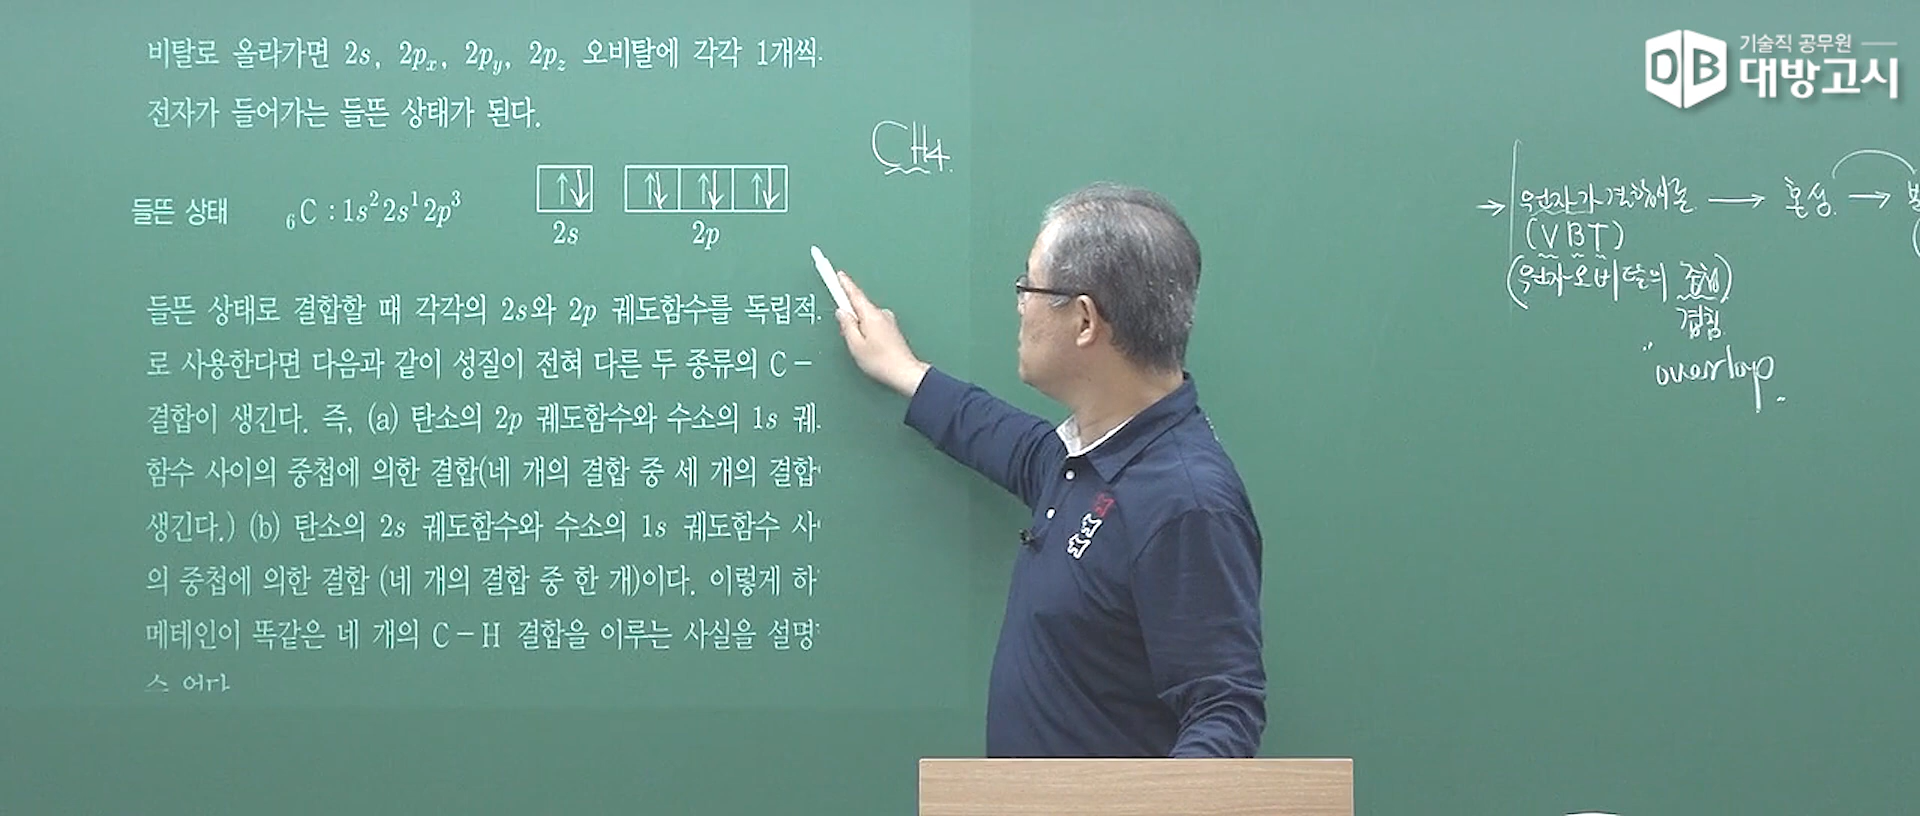 비탈로 올라가면 2s, 2pₓ, 2p_y, 2p_z 오비탈에 각각 1개씩
전자가 들어가는 들뜬 상태가 된다.
들뜬 상태 ₆C : 1s²2s¹2p³
2s 2p
들뜬 상태로 결합할 때 각각의 2s와 2p 궤도함수를 독립적
로 사용한다면 다음과 같이 성질이 전혀 다른 두 종류의 C -
결합이 생긴다. 즉, (a) 탄소의 2p 궤도함수와 수소의 1s 궤
함수 사이의 중첩에 의한 결합(네 개의 결합 중 세 개의 결합
생긴다.) (b) 탄소의 2s 궤도함수와 수소의 1s 궤도함수 사
의 중첩에 의한 결합 (네 개의 결합 중 한 개)이다. 이렇게 하
메테인이 똑같은 네 개의 C-H 결합을 이루는 사실을 설명
CH₄.
→ 원자가 결합이론 → 혼성 →
(VBT)
(원자오비탈의 중첩)
겹침
"overlap
DB
기술직 공무원
대방고시